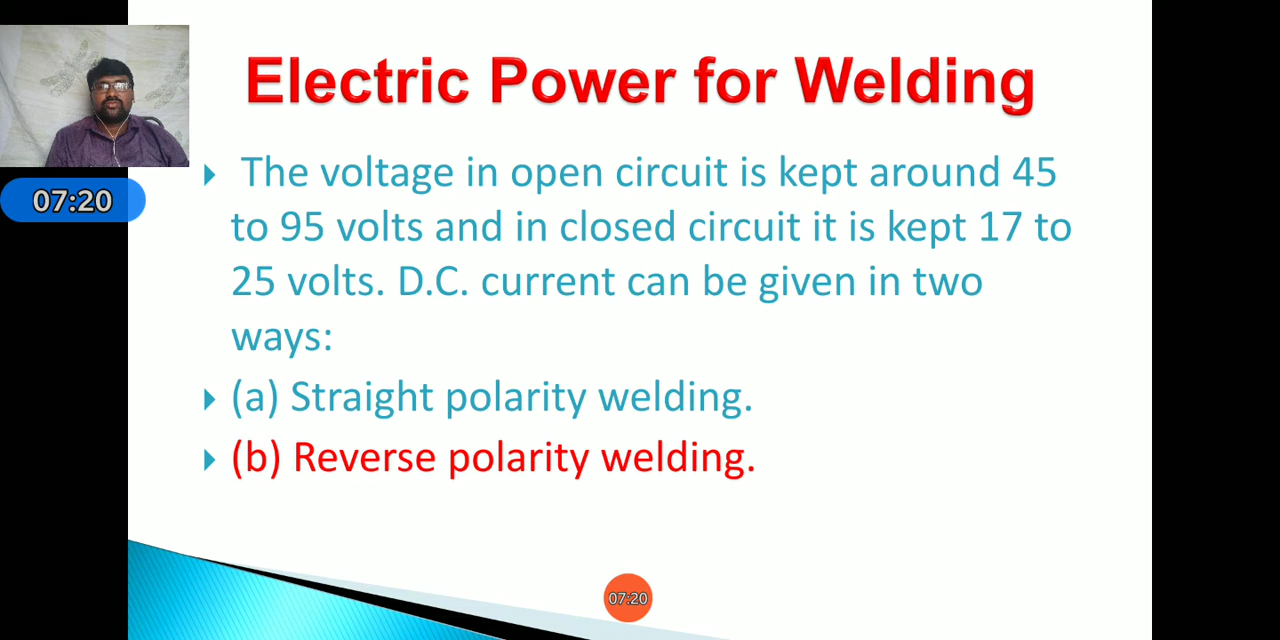 Electric Power for Welding
The voltage in open circuit is kept around 45
to 95 volts and in closed circuit it is kept 17 to
25 volts. D.C. current can be given in two
ways:
(a) Straight polarity welding.
(b) Reverse polarity welding.
07:20
07:20